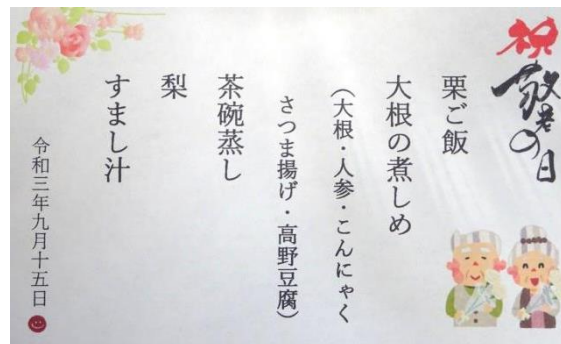 祝
敬老の日
栗ご飯
大根の煮しめ
（大根・人参・こんにゃく
さつま揚げ・高野豆腐）
茶碗蒸し
梨
すまし汁
令和三年九月十五日